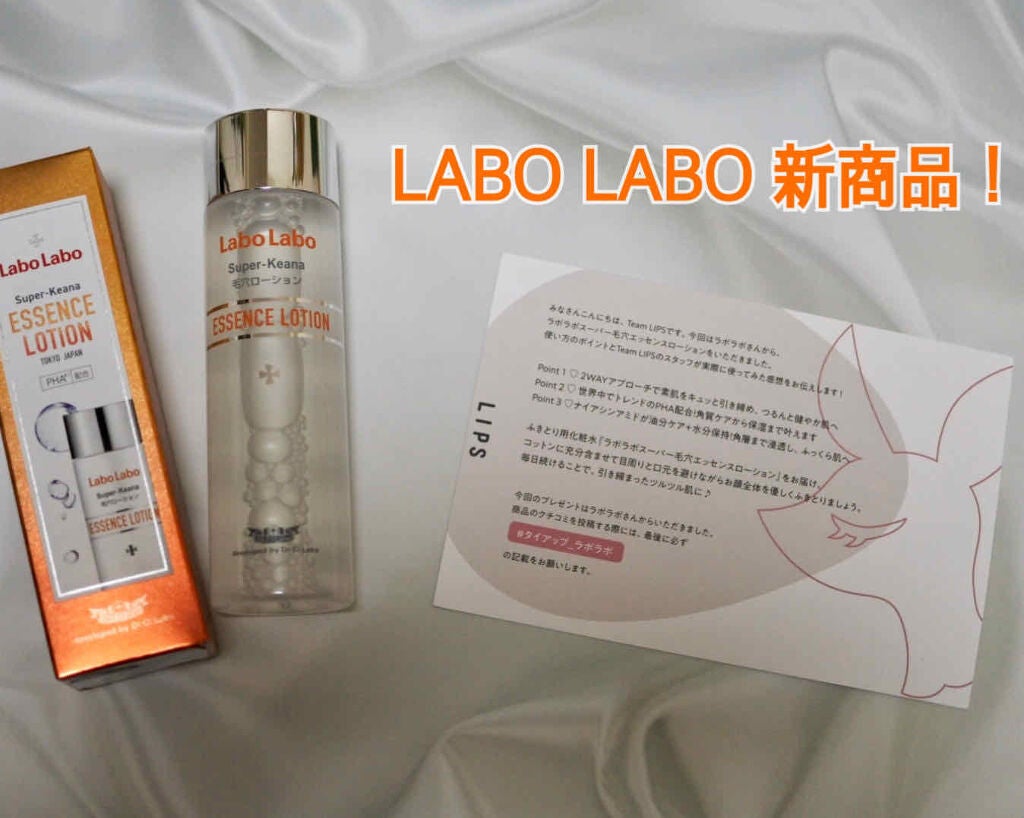 LABO LABO 新商品！
Labo Labo
Super-Keana
ESSENCE
LOTION
TOKYO JAPAN
PHA+ 配合
Labo Labo
Super-Keana
毛穴ローション
ESSENCE LOTION
developed by Dr.Ci:Labo
Labo Labo
Super-Keana
毛穴ローション
ESSENCE LOTION
developed by Dr.Ci:Labo
LIPS
みなさんこんにちは、Team LIPSです。今回はラボラボさんから、
ラボラボスーパー毛穴エッセンスローションをいただきました。
使い方のポイントとTeam LIPSのスタッフが実際に使ってみた感想をお伝えします！
Point 1 ♡ 2WAYアプローチで素肌をキュッと引き締め、つるんと健やか肌へ
Point 2 ♡ 世界中でトレンドのPHA配合!角質ケアから保湿まで叶えます
Point 3 ♡ナイアシンアミドが油分ケア+水分保持!角層まで浸透し、ふっくら肌へ
ふきとり用化粧水『ラボラボスーパー毛穴エッセンスローション』をお届け。
コットンに充分含ませて目周りと口元を避けながらお顔全体を優しくふきとりましょう。
毎日続けることで、引き締まったツルツル肌に♪
今回のプレゼントはラボラボさんからいただきました。
商品のクチコミを投稿する際には、最後に必ず
#タイアップ_ラボラボ
の記載をお願いします。